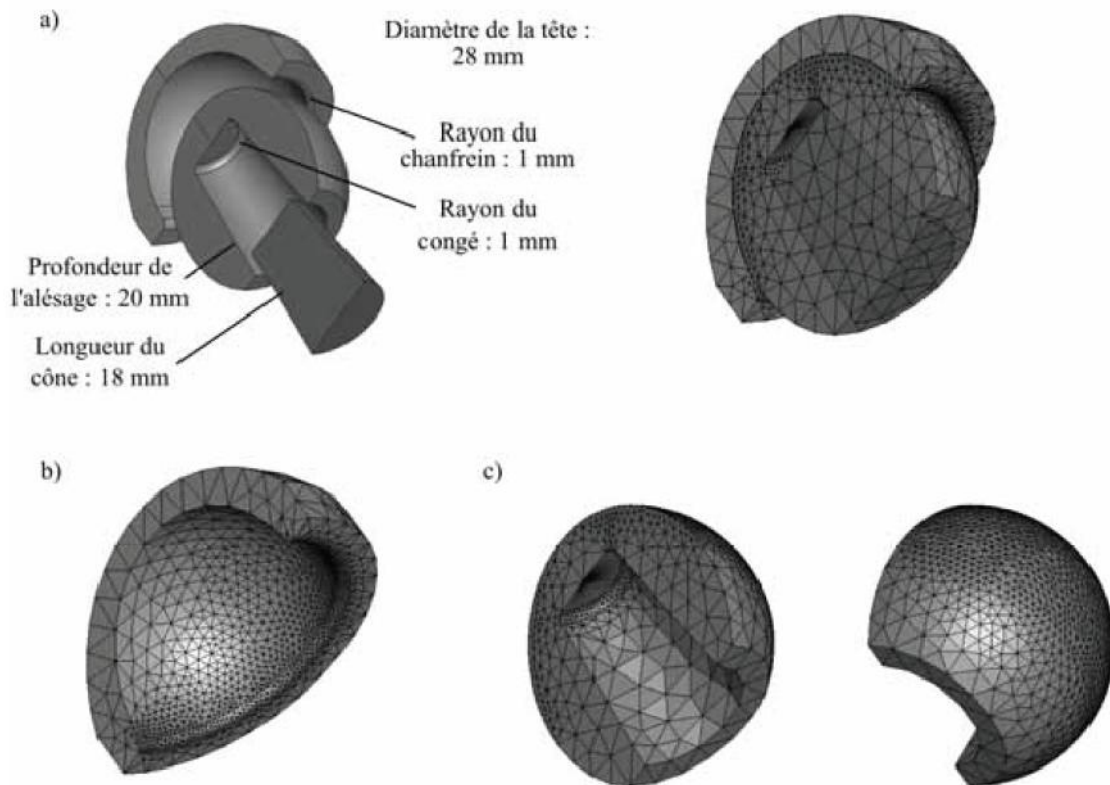 a)
Diamètre de la tête :
28 mm
Rayon du
chanfrein : 1 mm
Rayon du
congé : 1 mm
Profondeur de
l'alésage : 20 mm
Longueur du
cône : 18 mm
b)
c)